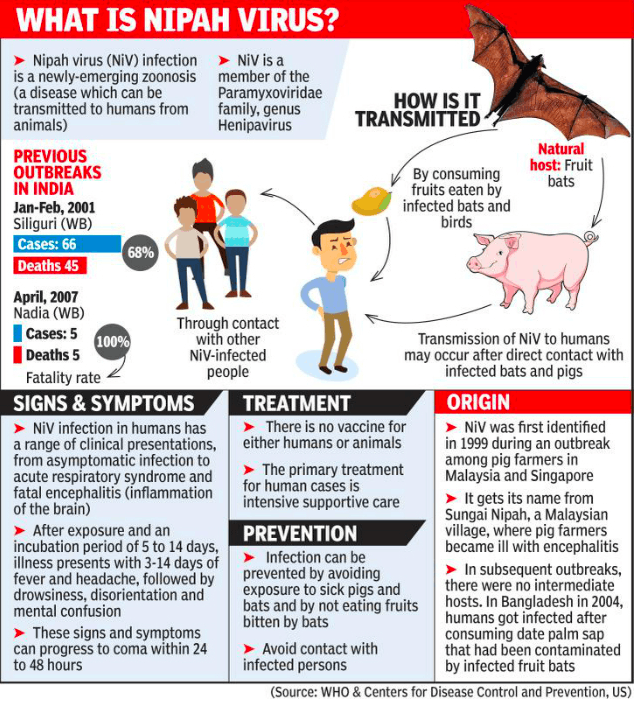 WHAT IS NIPAH VIRUS?
➤ Nipah virus (NiV) infection
is a newly-emerging zoonosis
(a disease which can be
transmitted to humans from
animals)
➤ NiV is a
member of the
Paramyxoviridae
family, genus
Henipavirus
HOW IS IT
TRANSMITTED
Natural
host: Fruit
bats
By consuming
fruits eaten by
infected bats and
birds
PREVIOUS
OUTBREAKS
IN INDIA
Jan-Feb, 2001
Siliguri (WB)
Cases: 66
Deaths 45
68%
April, 2007
Nadia (WB)
Cases: 5
Deaths 5
100%
Fatality rate
Through contact
with other
NiV-infected
people
Transmission of NiV to humans
may occur after direct contact with
infected bats and pigs
SIGNS & SYMPTOMS
➤ NiV infection in humans has
a range of clinical presentations,
from asymptomatic infection to
acute respiratory syndrome and
fatal encephalitis (inflammation
of the brain)
➤ After exposure and an
incubation period of 5 to 14 days,
illness presents with 3-14 days of
fever and headache, followed by
drowsiness, disorientation and
mental confusion
➤ These signs and symptoms
can progress to coma within 24
to 48 hours
TREATMENT
➤ There is no vaccine for
either humans or animals
➤ The primary treatment
for human cases is
intensive supportive care
PREVENTION
➤ Infection can be
prevented by avoiding
exposure to sick pigs and
bats and by not eating fruits
bitten by bats
➤ Avoid contact with
infected persons
ORIGIN
➤ NiV was first identified
in 1999 during an outbreak
among pig farmers in
Malaysia and Singapore
➤ It gets its name from
Sungai Nipah, a Malaysian
village, where pig farmers
became ill with encephalitis
➤ In subsequent outbreaks,
there were no intermediate
hosts. In Bangladesh in 2004,
humans got infected after
consuming date palm sap
that had been contaminated
by infected fruit bats
(Source: WHO & Centers for Disease Control and Prevention, US)